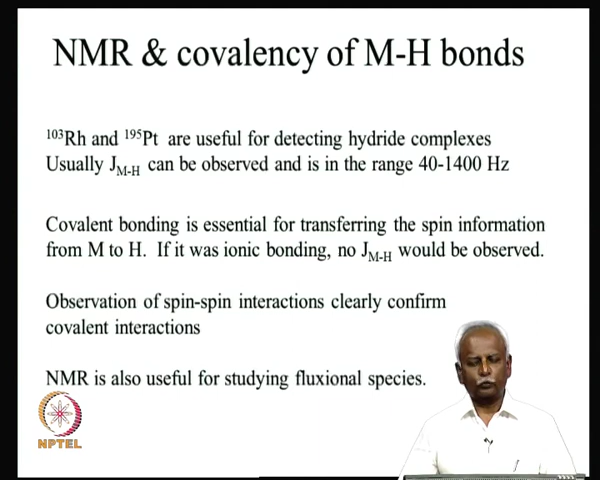 NMR & covalency of M-H bonds
¹⁰³Rh and ¹⁹⁵Pt are useful for detecting hydride complexes
Usually J_M-H can be observed and is in the range 40-1400 Hz
Covalent bonding is essential for transferring the spin information
from M to H. If it was ionic bonding, no J_M-H would be observed.
Observation of spin-spin interactions clearly confirm
covalent interactions
NMR is also useful for studying fluxional species.
NPTEL